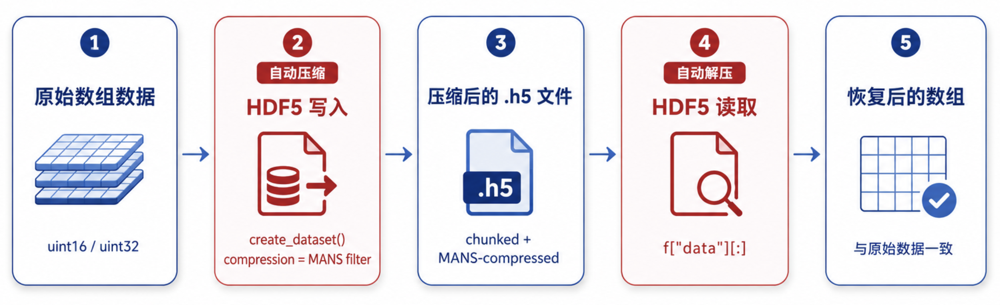 1
原始数组数据
uint16 / uint32
2
自动压缩
HDF5 写入
create_dataset()
compression = MANS filter
3
压缩后的 .h5 文件
.h5
chunked +
MANS-compressed
4
自动解压
HDF5 读取
f["data"][:]
5
恢复后的数组
与原始数据一致